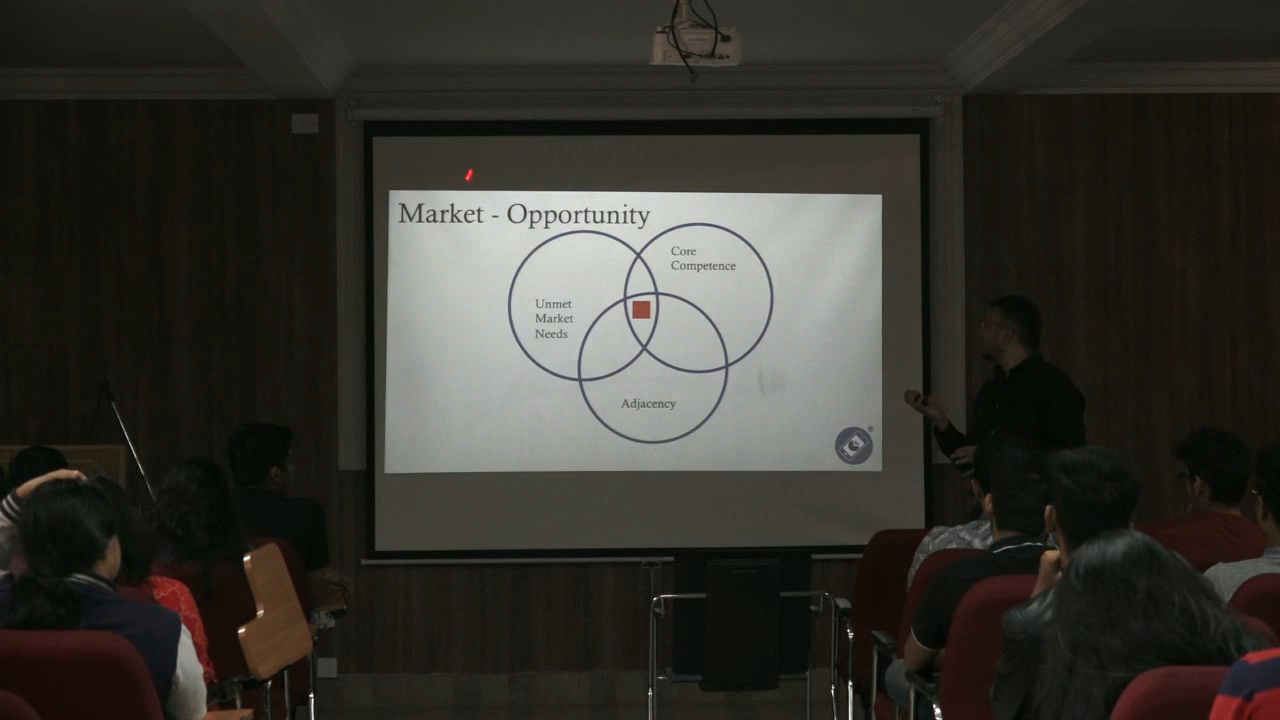 Market - Opportunity
Core
Competence
Unmet
Market
Needs
Adjacency
®